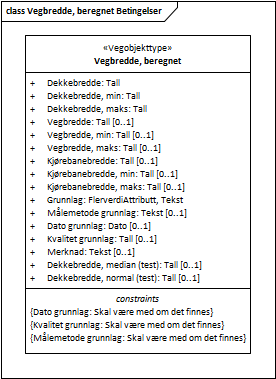 class Vegbredde, beregnet Betingelser
«Vegobjekttype»
Vegbredde, beregnet
+ Dekkebredde: Tall
+ Dekkebredde, min: Tall
+ Dekkebredde, maks: Tall
+ Vegbredde: Tall [0..1]
+ Vegbredde, min: Tall [0..1]
+ Vegbredde, maks: Tall [0..1]
+ Kjørebanebredde: Tall [0..1]
+ Kjørebanebredde, min: Tall [0..1]
+ Kjørebanebredde, maks: Tall [0..1]
+ Grunnlag: FlerverdiAttributt, Tekst
+ Målemetode grunnlag: Tekst [0..1]
+ Dato grunnlag: Dato [0..1]
+ Kvalitet grunnlag: Tall [0..1]
+ Merknad: Tekst [0..1]
+ Dekkebredde, median (test): Tall [0..1]
+ Dekkebredde, normal (test): Tall [0..1]
constraints
{Dato grunnlag: Skal være med om det finnes}
{Kvalitet grunnlag: Skal være med om det finnes}
{Målemetode grunnlag: Skal være med om det finnes}